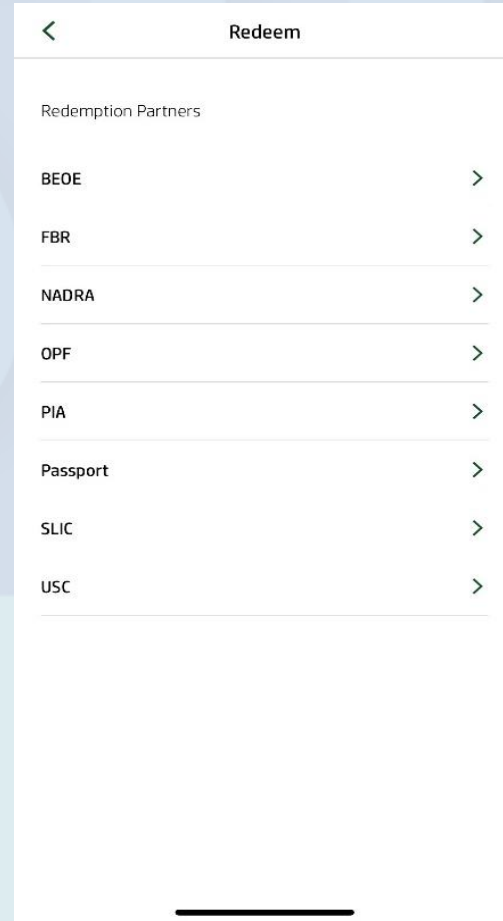 Redeem
Redemption Partners
BEOE
FBR
NADRA
OPF
PIA
Passport
SLIC
USC